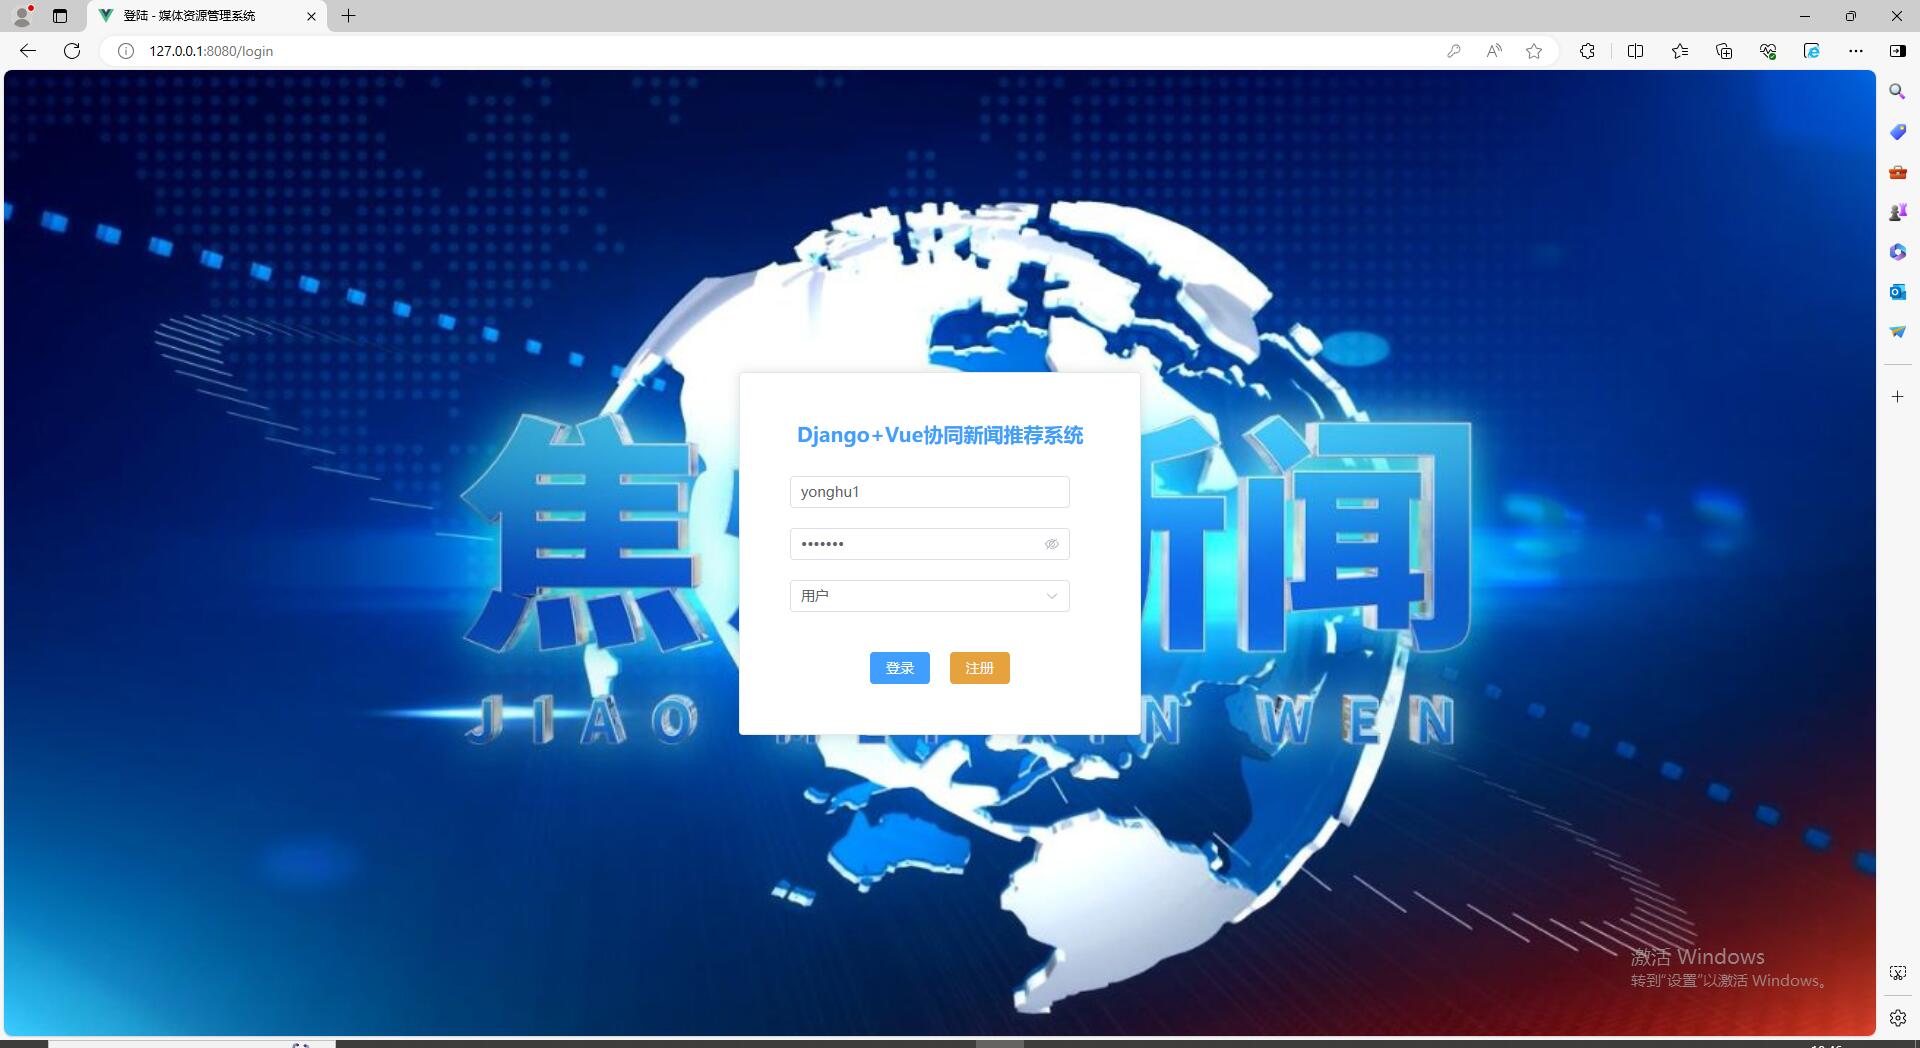 登陆 - 媒体资源管理系统
127.0.0.1:8080/login
Django+Vue协同新闻推荐系统
yonghu1
•••••••
用户
登录 注册
焦 新闻
JIAO XIN WEN
激活 Windows
转到"设置"以激活 Windows。